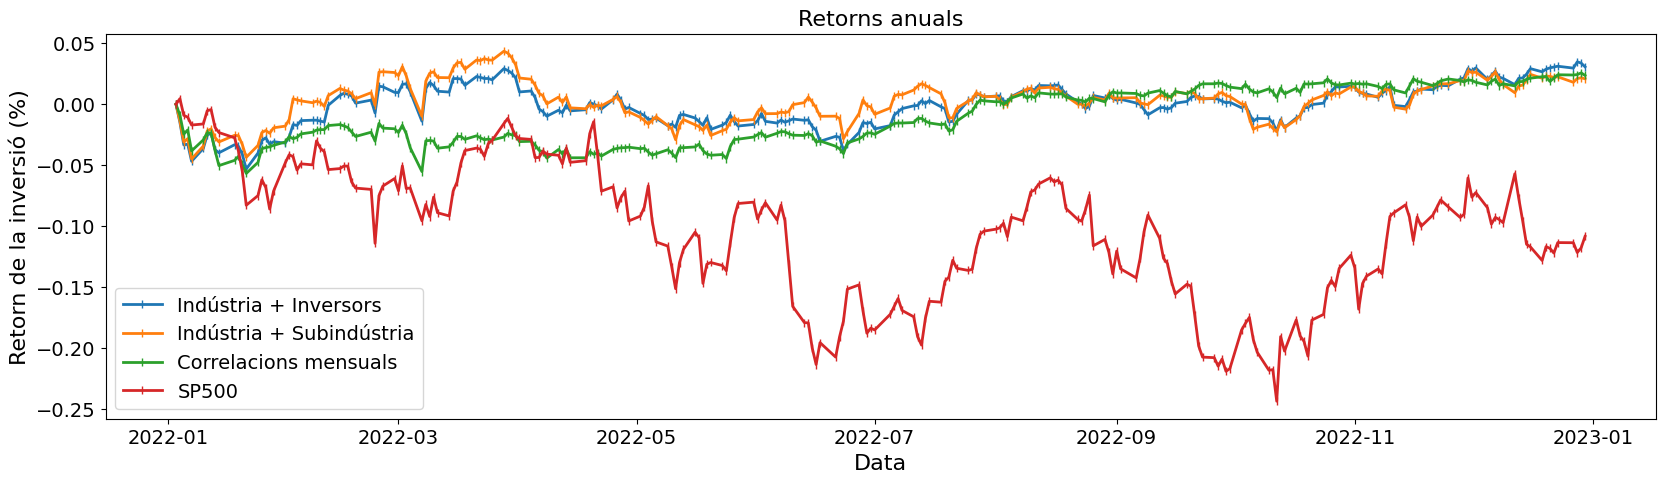 Retorns anuals
Retorn de la inversió (%)
0.05
0.00
−0.05
−0.10
−0.15
−0.20
−0.25
Indústria + Inversors
Indústria + Subindústria
Correlacions mensuals
SP500
2022-01
2022-03
2022-05
2022-07
2022-09
2022-11
2023-01
Data